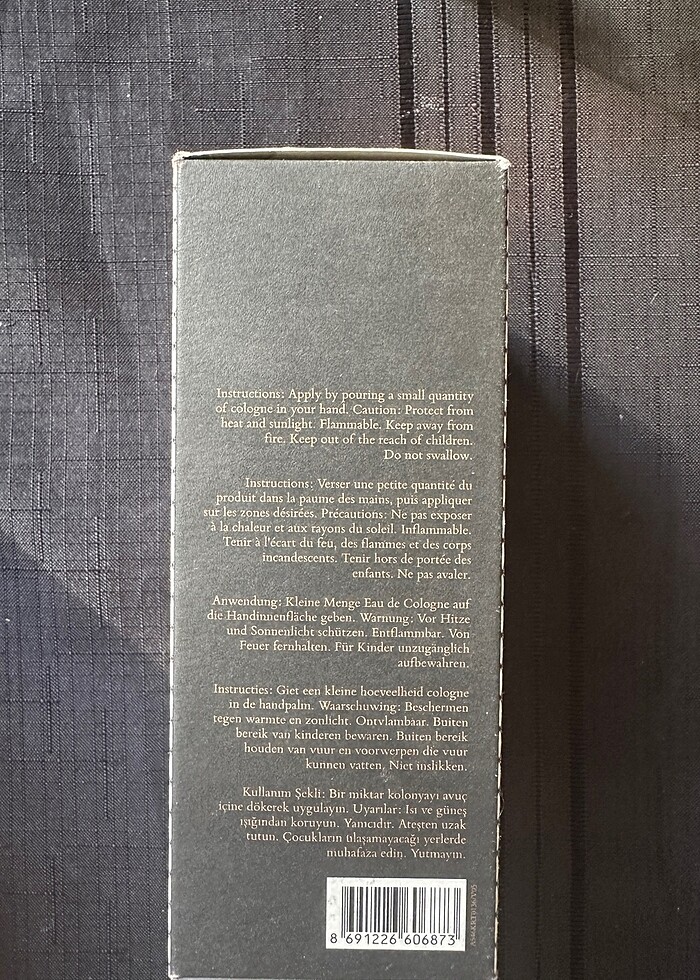 Instructions: Apply by pouring a small quantity
of cologne in your hand. Caution: Protect from
heat and sunlight. Flammable. Keep away from
fire. Keep out of the reach of children.
Do not swallow.
Instructions: Verser une petite quantité du
produit dans la paume des mains, puis appliquer
sur les zones désirées. Précautions: Ne pas exposer
à la chaleur et aux rayons du soleil. Inflammable.
Tenir à l'écart du feu, des flammes et des corps
incandescents. Tenir hors de portée des
enfants. Ne pas avaler.
Anwendung: Kleine Menge Eau de Cologne auf
die Handinnenfläche geben. Warnung: Vor Hitze
und Sonnenlicht schützen. Entflammbar. Von
Feuer fernhalten. Für Kinder unzugänglich
aufbewahren.
Instructies: Giet een kleine hoeveelheid cologne
in de handpalm. Waarschuwing: Beschermen
tegen warmte en zonlicht. Ontvlambaar. Buiten
bereik van kinderen bewaren. Buiten bereik
houden van vuur en voorwerpen die vuur
kunnen vatten. Niet inslikken.
Kullanım Şekli: Bir miktar kolonyayı avuç
içine dökerek uygulayın. Uyarılar: Isı ve güneş
ışığından koruyun. Yanıcıdır. Ateşten uzak
tutun. Çocukların ulaşamayacağı yerlerde
muhafaza edin. Yutmayın.
8 691226 606873